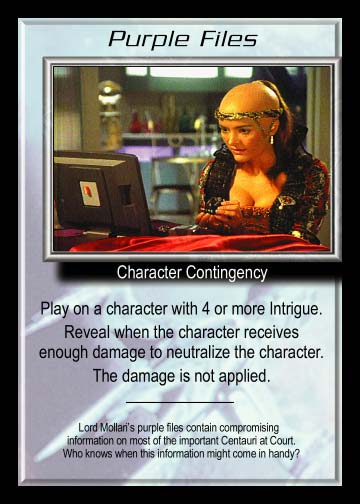 Purple Files
Character Contingency
Play on a character with 4 or more Intrigue.
Reveal when the character receives
enough damage to neutralize the character.
The damage is not applied.
Lord Mollari's purple files contain compromising
information on most of the important Centauri at Court.
Who knows when this information might come in handy?